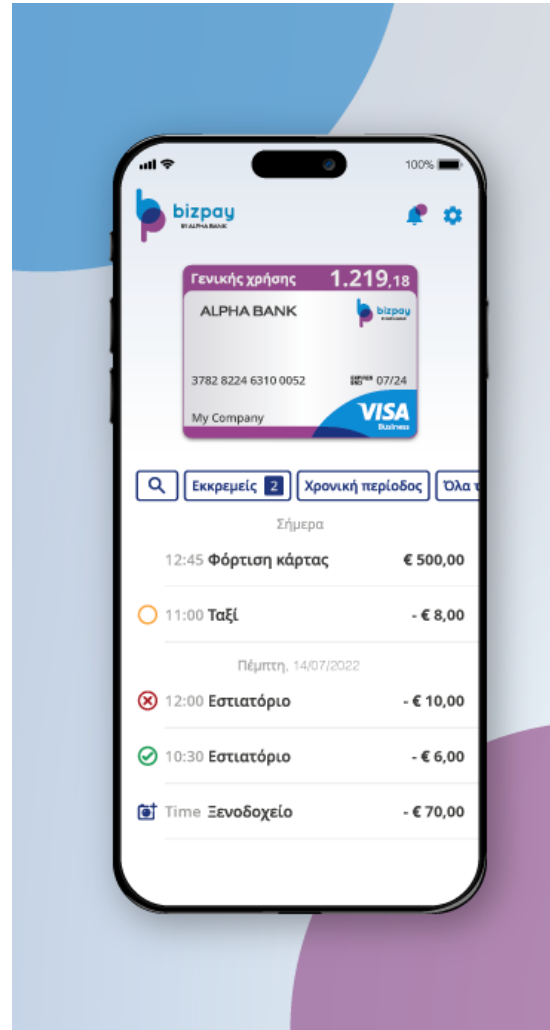 100%
bizpay
BY ALPHA BANK
Γενικής χρήσης 1.219,18
ALPHA BANK
bizpay
3782 8224 6310 0052
07/24
My Company
VISA
Business
Εκκρεμείς 2 Χρονική περίοδος Όλα τ
Σήμερα
12:45 Φόρτιση κάρτας € 500,00
11:00 Ταξί - € 8,00
Πέμπτη, 14/07/2022
12:00 Εστιατόριο - € 10,00
10:30 Εστιατόριο - € 6,00
Time Ξενοδοχείο - € 70,00